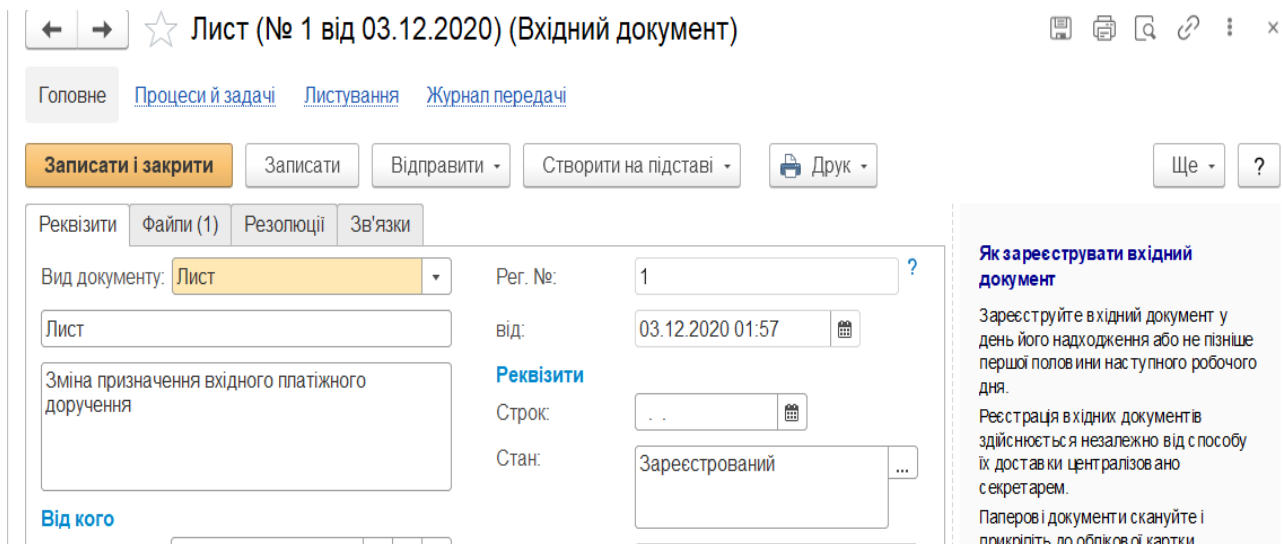 Лист (№ 1 від 03.12.2020) (Вхідний документ)
Головне Процеси й задачі Листування Журнал передачі
Записати і закрити Записати Відправити Створити на підставі Друк Ще ?
Реквізити Файли (1) Резолюції Зв'язки
Вид документу: Лист
Лист
Зміна призначення вхідного платіжного
доручення
Від кого
Рег. №: 1 ?
від: 03.12.2020 01:57
Реквізити
Строк: . .
Стан: Зареєстрований ...
Як зареєструвати вхідний
документ
Зареєструйте вхідний документ у
день його надходження або не пізніше
першої половини наступного робочого
дня.
Реєстрація вхідних документів
здійснюється незалежно від способу
їх доставки централізовано
секретарем.
Паперові документи скануйте і
прикріпіть до облікової картки